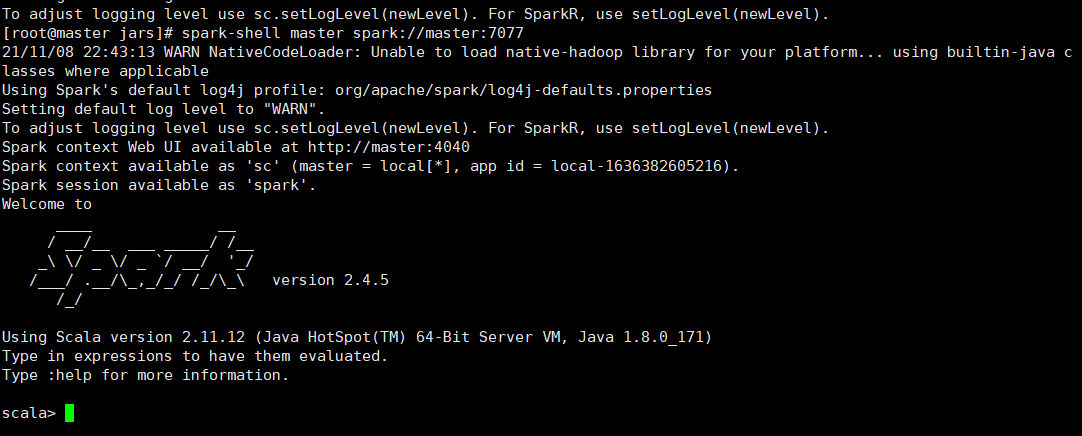 To adjust logging level use sc.setLogLevel(newLevel). For SparkR, use setLogLevel(newLevel).
[root@master jars]# spark-shell master spark://master:7077
21/11/08 22:43:13 WARN NativeCodeLoader: Unable to load native-hadoop library for your platform... using builtin-java c
lasses where applicable
Using Spark's default log4j profile: org/apache/spark/log4j-defaults.properties
Setting default log level to "WARN".
To adjust logging level use sc.setLogLevel(newLevel). For SparkR, use setLogLevel(newLevel).
Spark context Web UI available at http://master:4040
Spark context available as 'sc' (master = local[*], app id = local-1636382605216).
Spark session available as 'spark'.
Welcome to
      ____              __
     / __/__  ___ _____/ /__
    _\ \/ _ \/ _ `/ __/  '_/
   /___/ .__/\_,_/_/ /_/\_\   version 2.4.5
      /_/
Using Scala version 2.11.12 (Java HotSpot(TM) 64-Bit Server VM, Java 1.8.0_171)
Type in expressions to have them evaluated.
Type :help for more information.
scala>